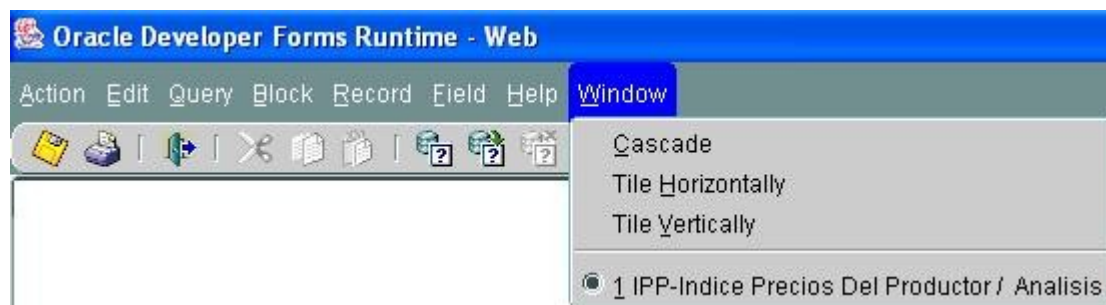 Oracle Developer Forms Runtime - Web
Action Edit Query Block Record Field Help Window
Cascade
Tile Horizontally
Tile Vertically
1 IPP-Indice Precios Del Productor / Analisis